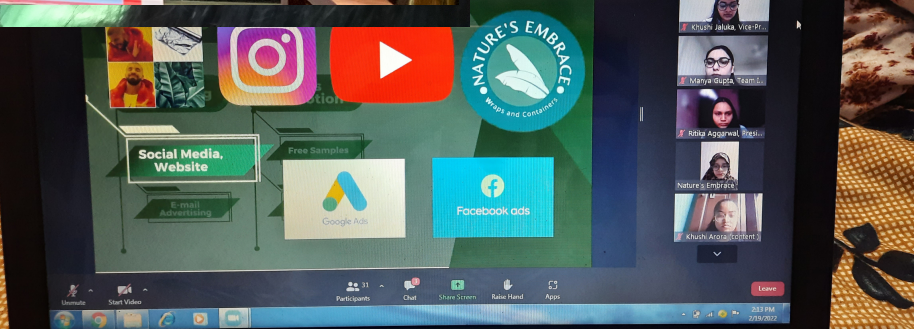 NATURE'S EMBRACE
Wraps and Containers
Social Media,
Website
Free Samples
E-mail
Advertising
Google Ads
Facebook ads
Khushi Jaluka, Vice-Pr...
Manya Gupta, Team L...
Ritika Aggarwal, Presi...
Nature's Embrace
Khushi Arora (content )
Unmute
Start Video
31
Participants
Chat
Share Screen
Raise Hand
Apps
Leave
2:13 PM
2/19/2022